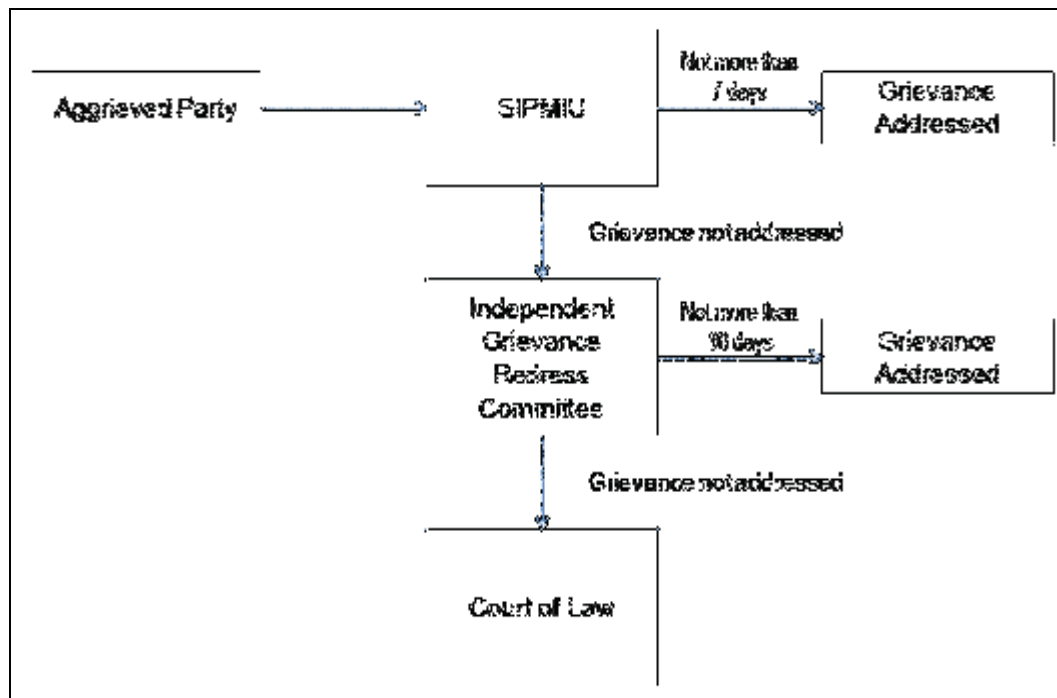 Not more than
7 days
Aggrieved Party
SIPMIU
Grievance
Addressed
Grievance not addressed
Independent
Grievance
Redress
Committee
Not more than
days
Grievance
Addressed
Grievance not addressed
Court of Law